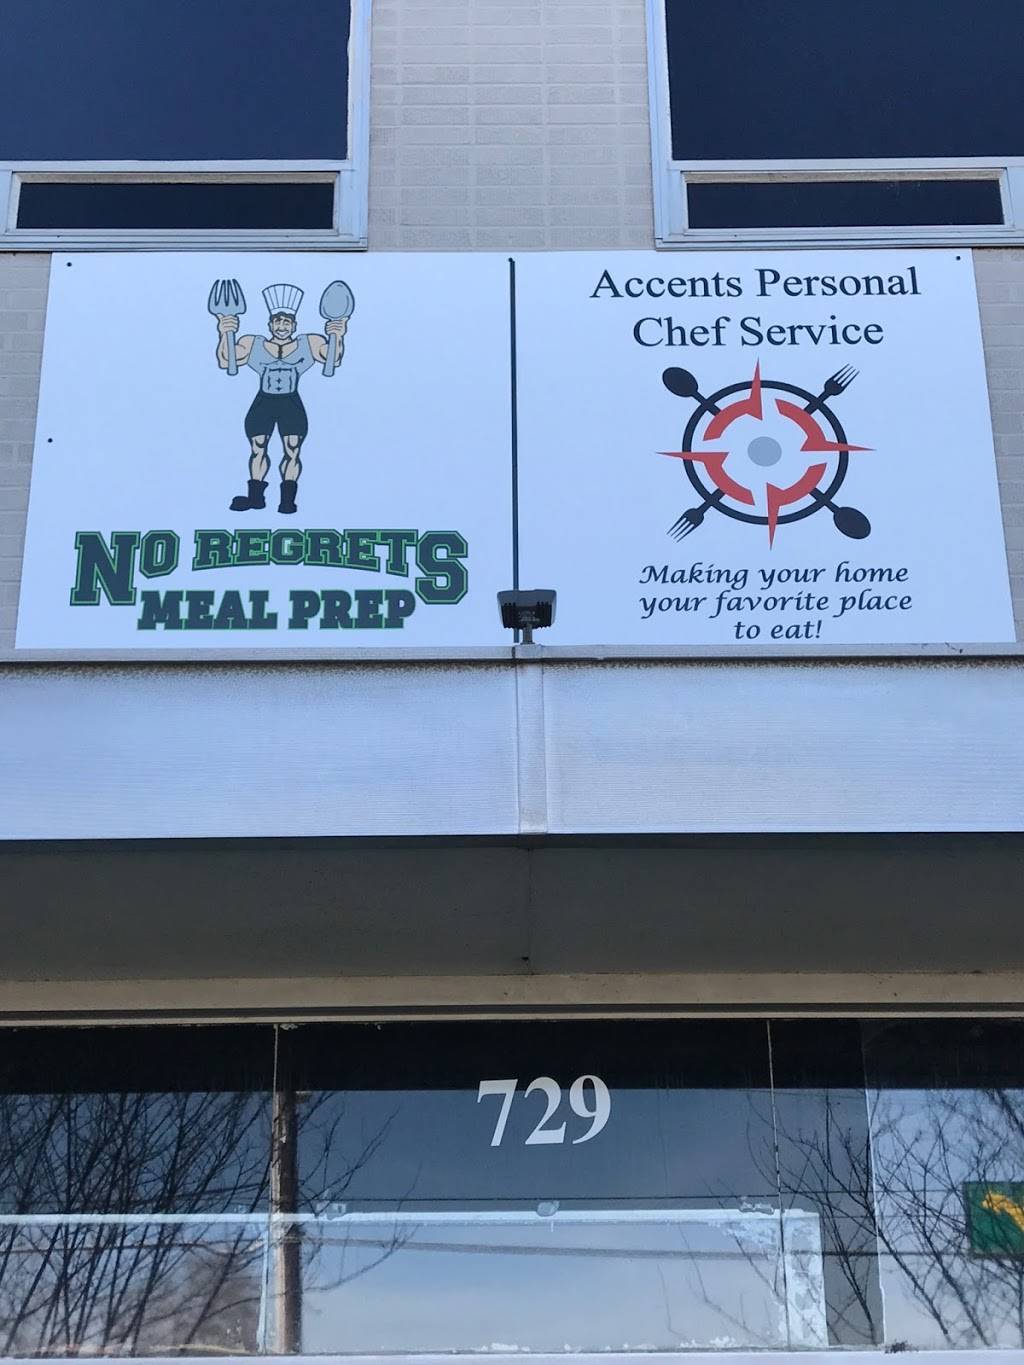 NO REGRETS
MEAL PREP
Accents Personal
Chef Service
Making your home
your favorite place
to eat!
729